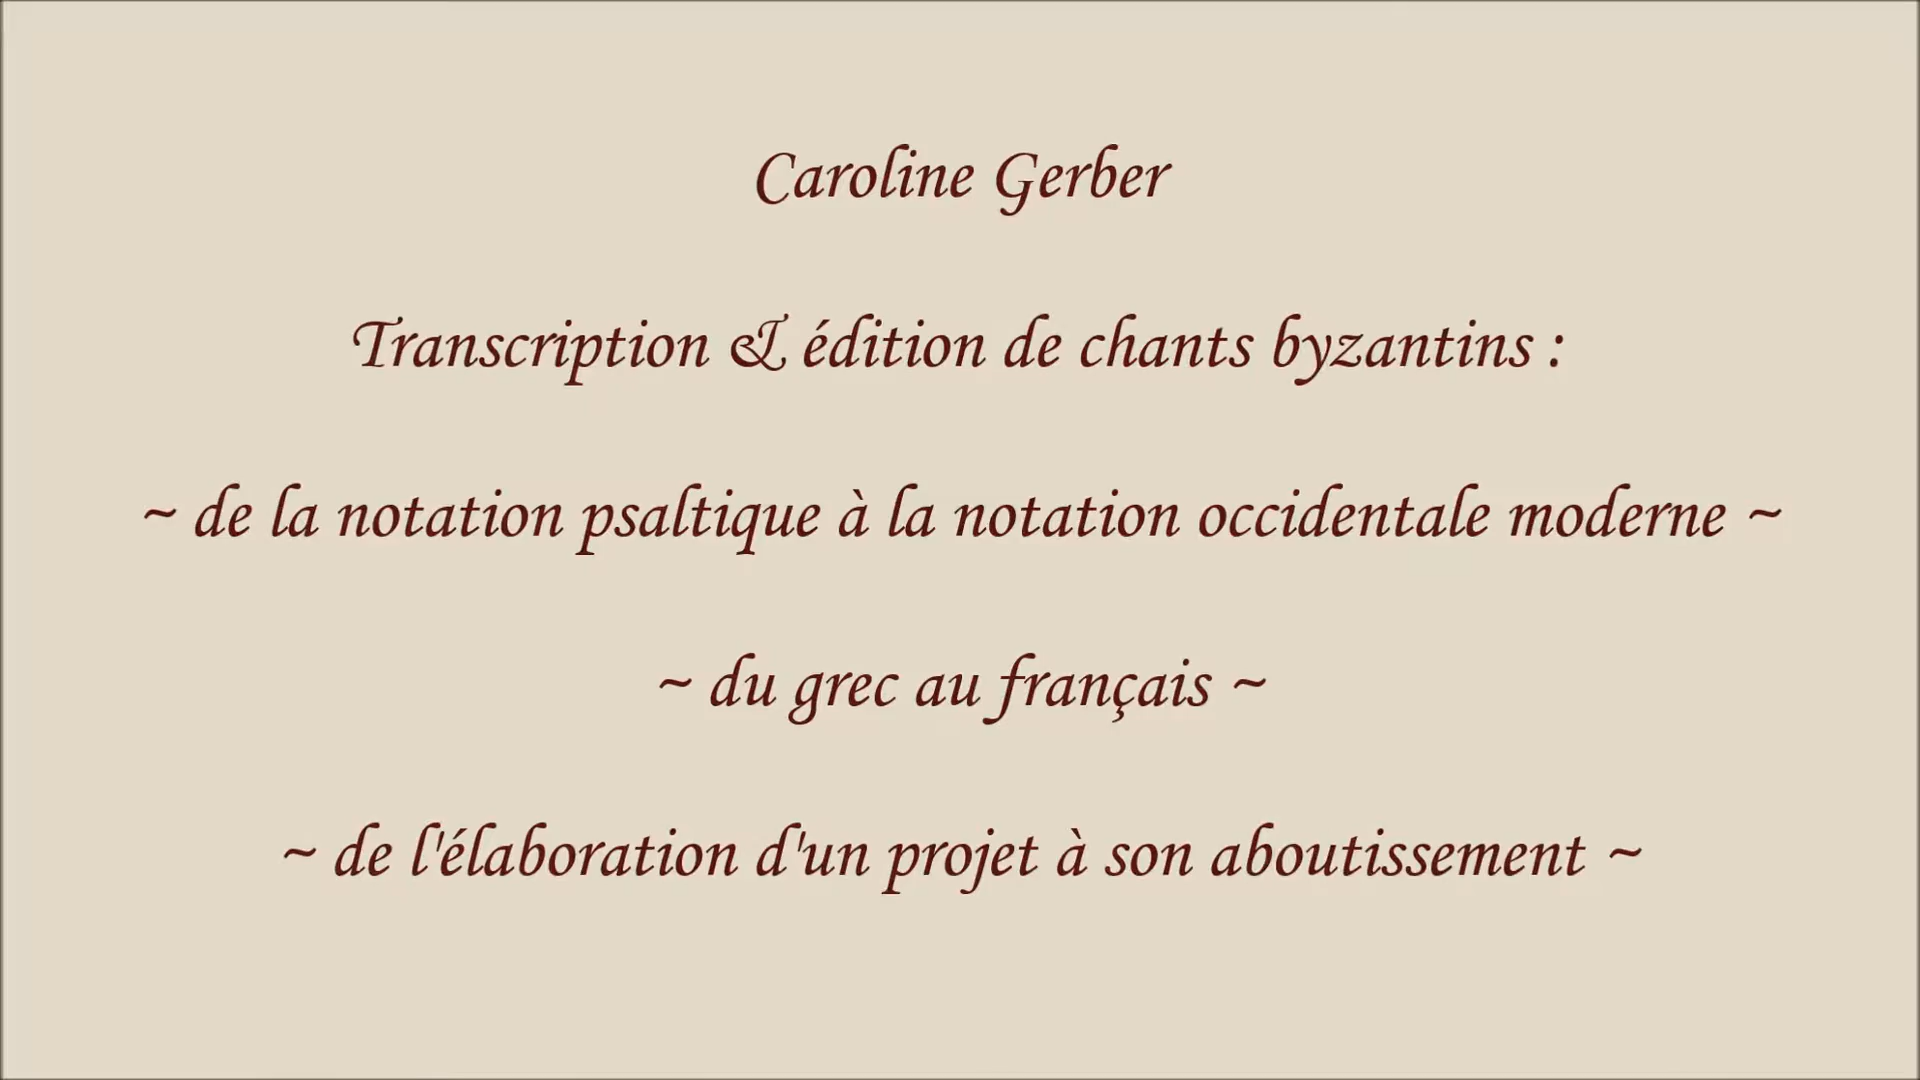 Caroline Gerber
Transcription & édition de chants byzantins :
~ de la notation psaltique à la notation occidentale moderne ~
~ du grec au français ~
~ de l'élaboration d'un projet à son aboutissement ~